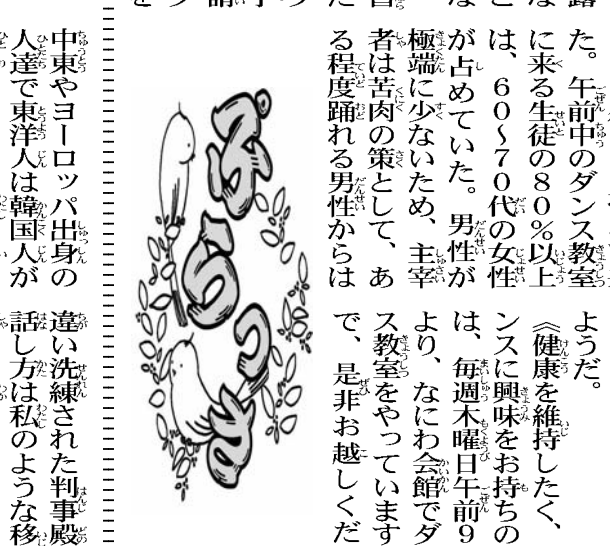 た。午前中のダンス教室
に来る生徒の80%以上
は、60〜70代の女性
が占めていた。男性が
極端に少ないため、主宰
者は苦肉の策として、あ
る程度踊れる男性からは
ようだ。
《健康を維持したく、
ンスに興味をお持ちの
は、毎週木曜日午前9
より、なにわ会館でダ
ス教室をやっています
で、是非お越しくだ
中東やヨーロッパ出身の
人達で東洋人は韓国人が
違い洗練された判事殿
話し方は私のような移